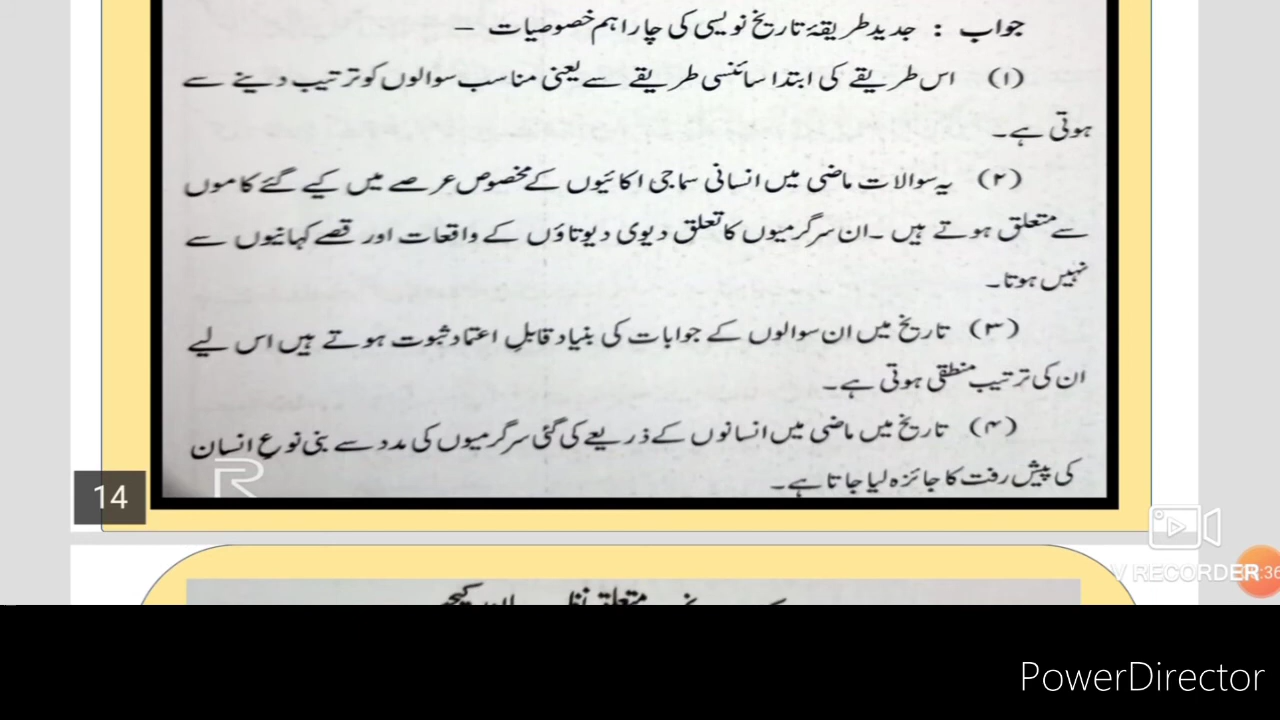 جواب : جدید طریقۂ تاریخ نویسی کی چار اہم خصوصیات –
(۱) اس طریقے کی ابتدا سائنسی طریقے سے یعنی مناسب سوالوں کو ترتیب دینے سے
ہوتی ہے۔
(۲) یہ سوالات ماضی میں انسانی سماجی اکائیوں کے مخصوص عرصے میں کیے گئے کاموں
سے متعلق ہوتے ہیں ۔ ان سرگرمیوں کا تعلق دیوی دیوتاؤں کے واقعات اور قصے کہانیوں سے
نہیں ہوتا۔
(۳) تاریخ میں ان سوالوں کے جوابات کی بنیاد قابلِ اعتماد ثبوت ہوتے ہیں اس لیے
ان کی ترتیب منطقی ہوتی ہے۔
(۴) تاریخ میں ماضی میں انسانوں کے ذریعے کی گئی سرگرمیوں کی مدد سے بنی نوعِ انسان
کی پیش رفت کا جائزہ لیا جاتا ہے۔
R
14
V RECORDER
:36
متعلق
PowerDirector